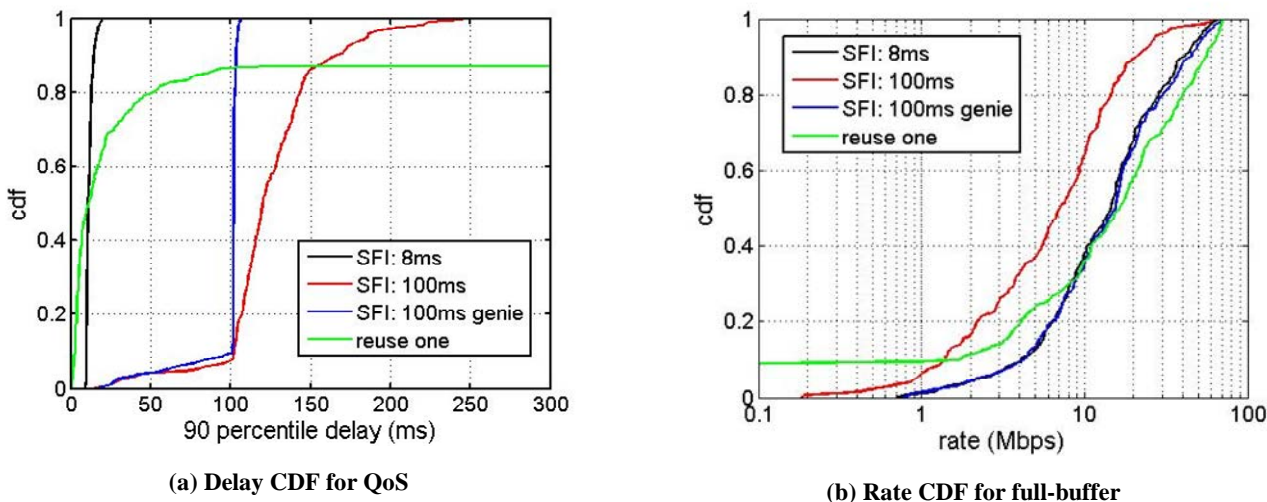 1
0.8
0.6
0.4
0.2
0
cdf
0 50 100 150 200 250 300
90 percentile delay (ms)
SFI: 8ms
SFI: 100ms
SFI: 100ms genie
reuse one
(a) Delay CDF for QoS
1
0.8
0.6
0.4
0.2
0
cdf
0.1 1 10 100
rate (Mbps)
SFI: 8ms
SFI: 100ms
SFI: 100ms genie
reuse one
(b) Rate CDF for full-buffer